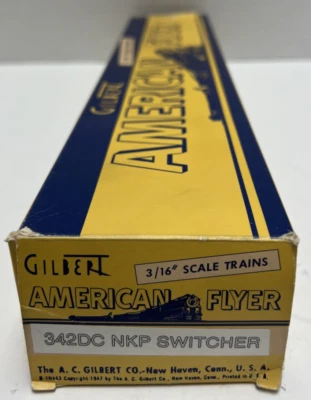 GILBERT
AMERICAN
GILBERT
3/16" SCALE TRAINS
AMERICAN FLYER
342DC NKP SWITCHER
The A. C. GILBERT CO.-New Haven, Conn., U. S. A.
Copyright 1947 by The A. C. Gilbert Co., New Haven, Conn., Printed in U. S. A.